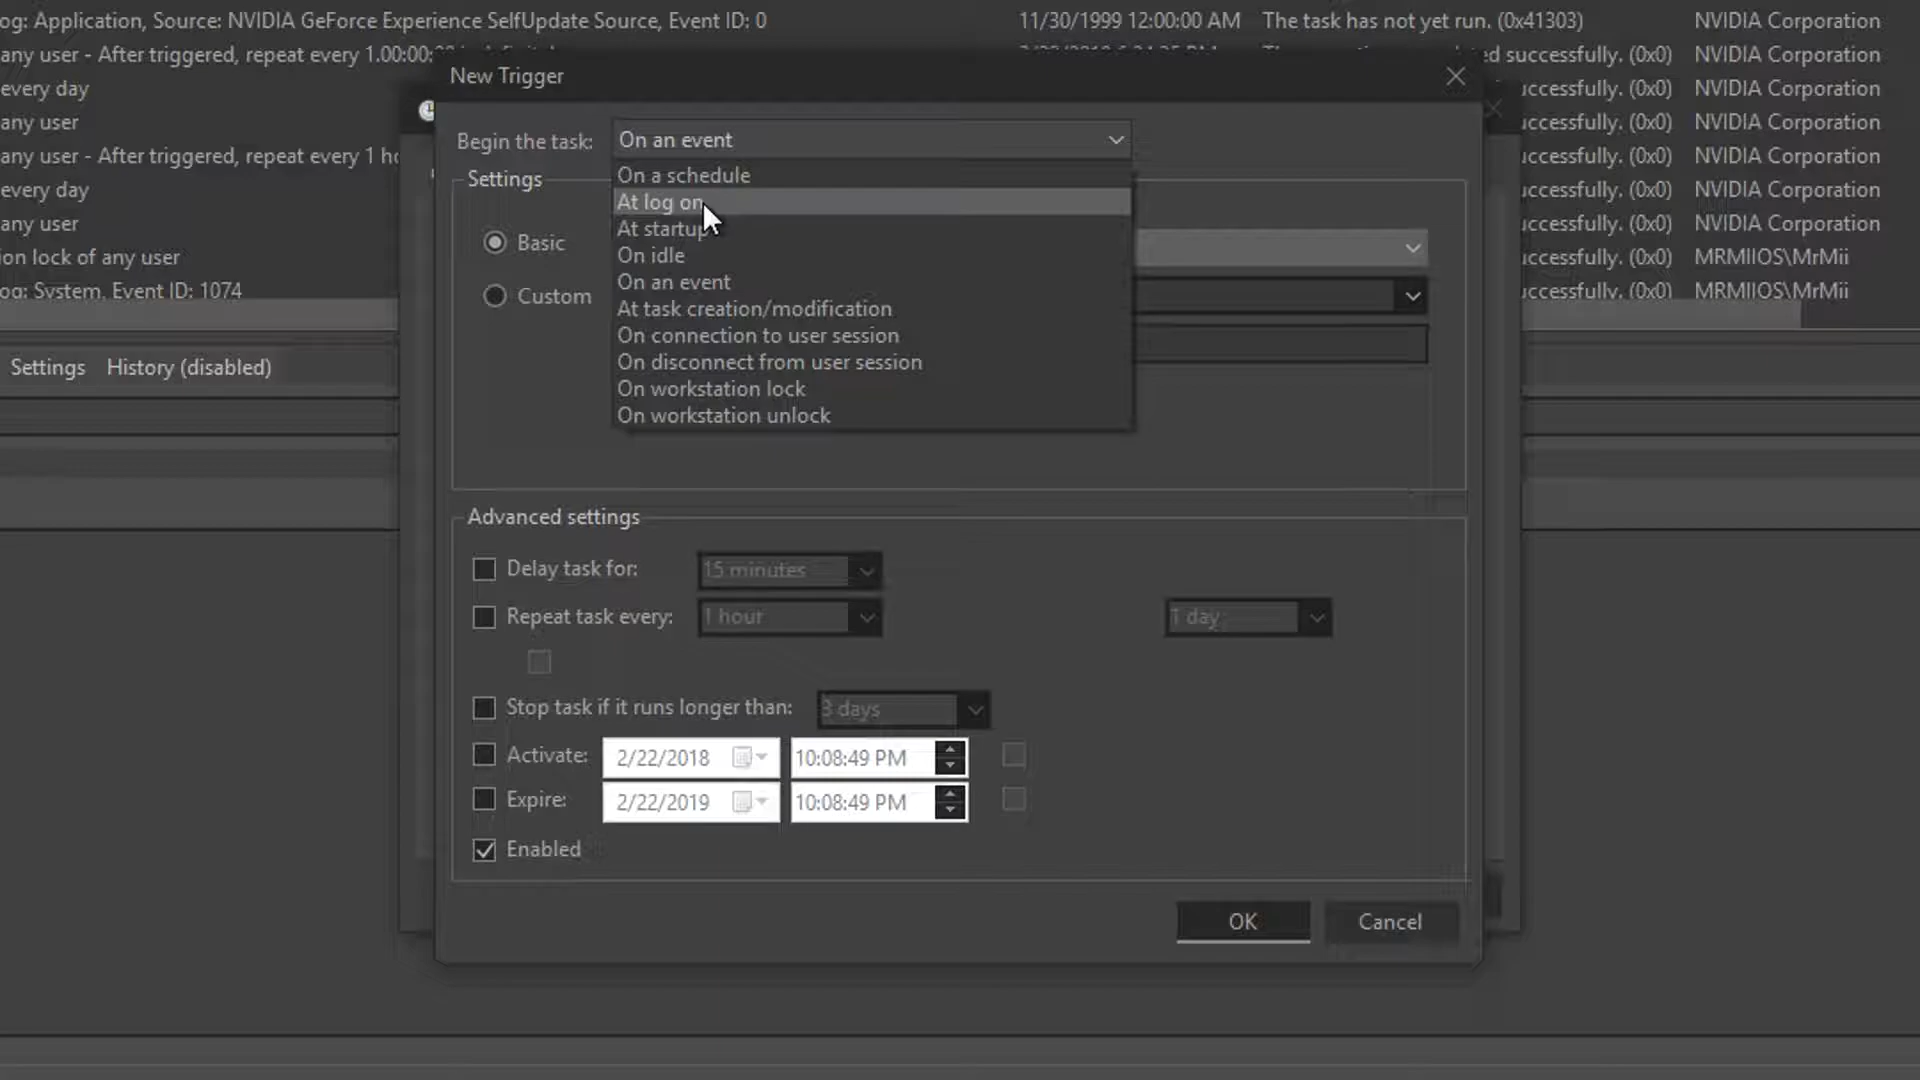 og: Application, Source: NVIDIA GeForce Experience SelfUpdate Source, Event ID: 0 11/30/1999 12:00:00 AM The task has not yet run. (0x41303) NVIDIA Corporation
any user - After triggered, repeat every 1.00:00: successfully. (0x0) NVIDIA Corporation
New Trigger
every day uccessfully. (0x0) NVIDIA Corporation
any user uccessfully. (0x0) NVIDIA Corporation
Begin the task: On an event
any user - After triggered, repeat every 1 ho uccessfully. (0x0) NVIDIA Corporation
On a schedule
Settings
every day uccessfully. (0x0) NVIDIA Corporation
At log on
any user uccessfully. (0x0) NVIDIA Corporation
At startup
Basic
On idle
ion lock of any user uccessfully. (0x0) MRMIIOS\MrMii
On an event
og: System, Event ID: 1074 uccessfully. (0x0) MRMIIOS\MrMii
Custom
At task creation/modification
On connection to user session
On disconnect from user session
Settings History (disabled)
On workstation lock
On workstation unlock
Advanced settings
Delay task for: 15 minutes
Repeat task every: 1 hour 1 day
Stop task if it runs longer than: 3 days
Activate: 2/22/2018 10:08:49 PM
Expire: 2/22/2019 10:08:49 PM
Enabled
OK Cancel